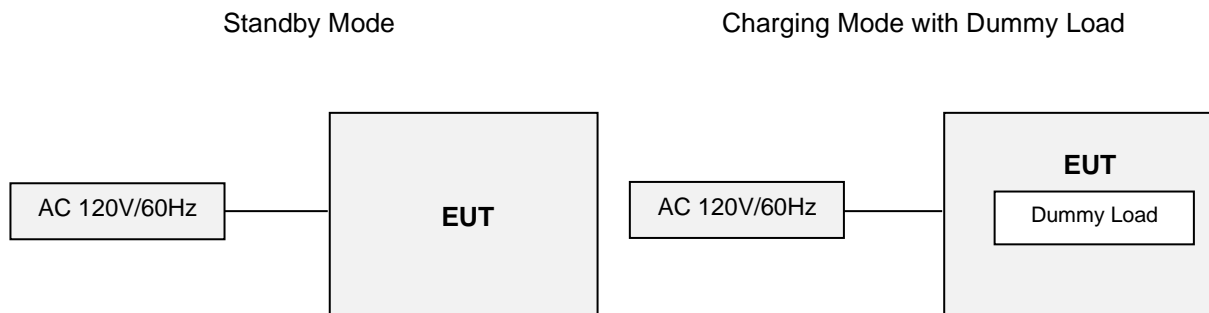 Standby Mode
Charging Mode with Dummy Load
AC 120V/60Hz
EUT
AC 120V/60Hz
EUT
Dummy Load